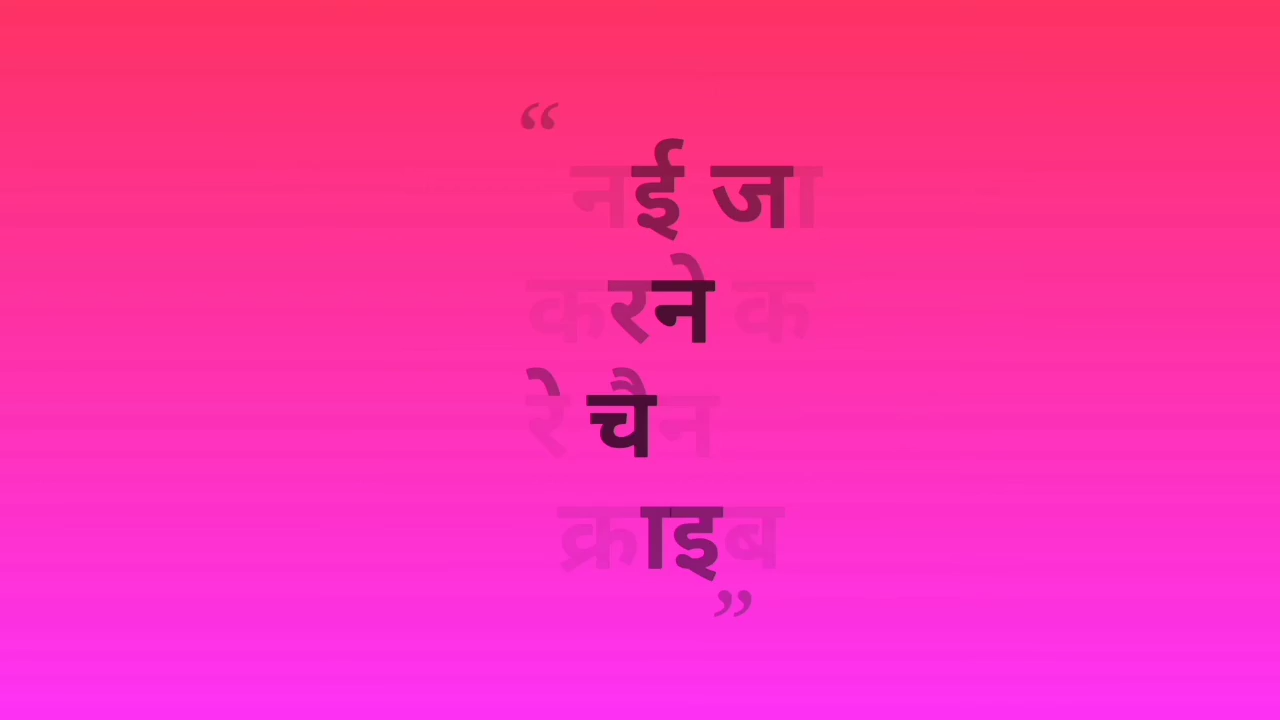 “ नई जा
करने क
रे चैन
क्राइब ”